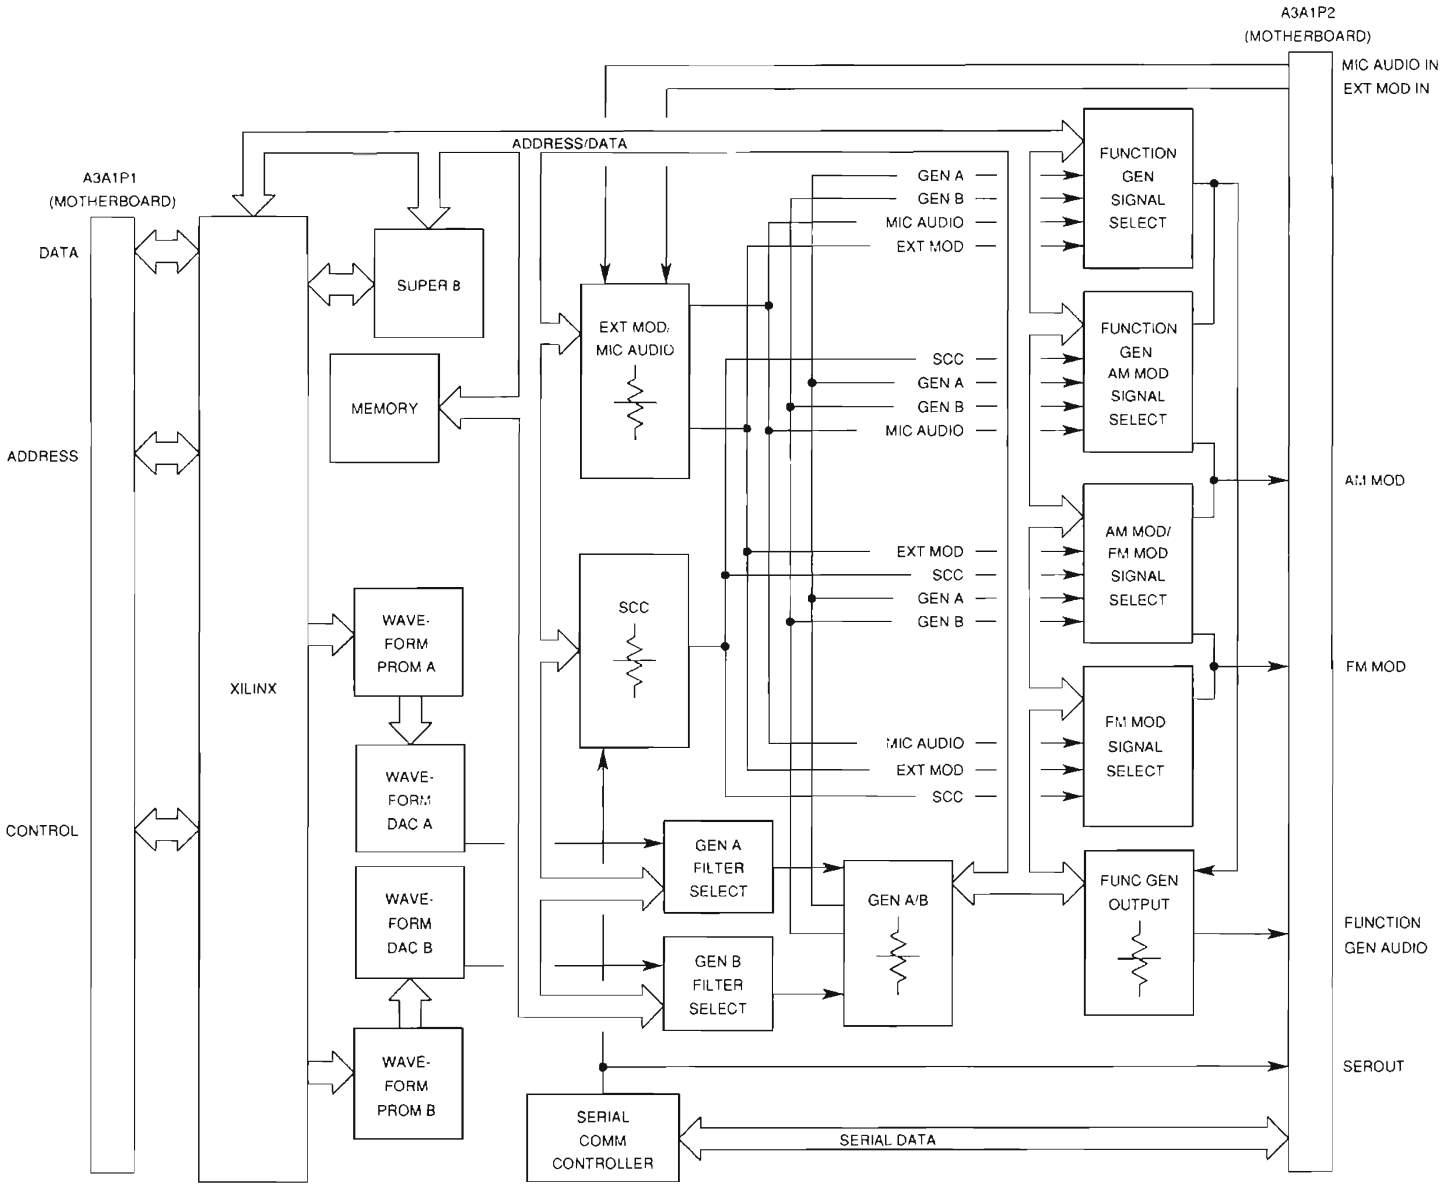 A3A1P2
(MOTHERBOARD)
MIC AUDIO IN
EXT MOD IN
ADDRESS/DATA
A3A1P1
(MOTHERBOARD)
DATA
ADDRESS
CONTROL
XILINX
SUPER B
MEMORY
WAVE-
FORM
PROM A
WAVE-
FORM
DAC A
WAVE-
FORM
DAC B
WAVE-
FORM
PROM B
EXT MOD/
MIC AUDIO
SCC
GEN A
FILTER
SELECT
GEN B
FILTER
SELECT
SERIAL
COMM
CONTROLLER
GEN A/B
GEN A
GEN B
MIC AUDIO
EXT MOD
SCC
GEN A
GEN B
MIC AUDIO
EXT MOD
SCC
GEN A
GEN B
MIC AUDIO
EXT MOD
SCC
FUNCTION
GEN
SIGNAL
SELECT
FUNCTION
GEN
AM MOD
SIGNAL
SELECT
AM MOD/
FM MOD
SIGNAL
SELECT
FM MOD
SIGNAL
SELECT
FUNC GEN
OUTPUT
AM MOD
FM MOD
FUNCTION
GEN AUDIO
SEROUT
SERIAL DATA